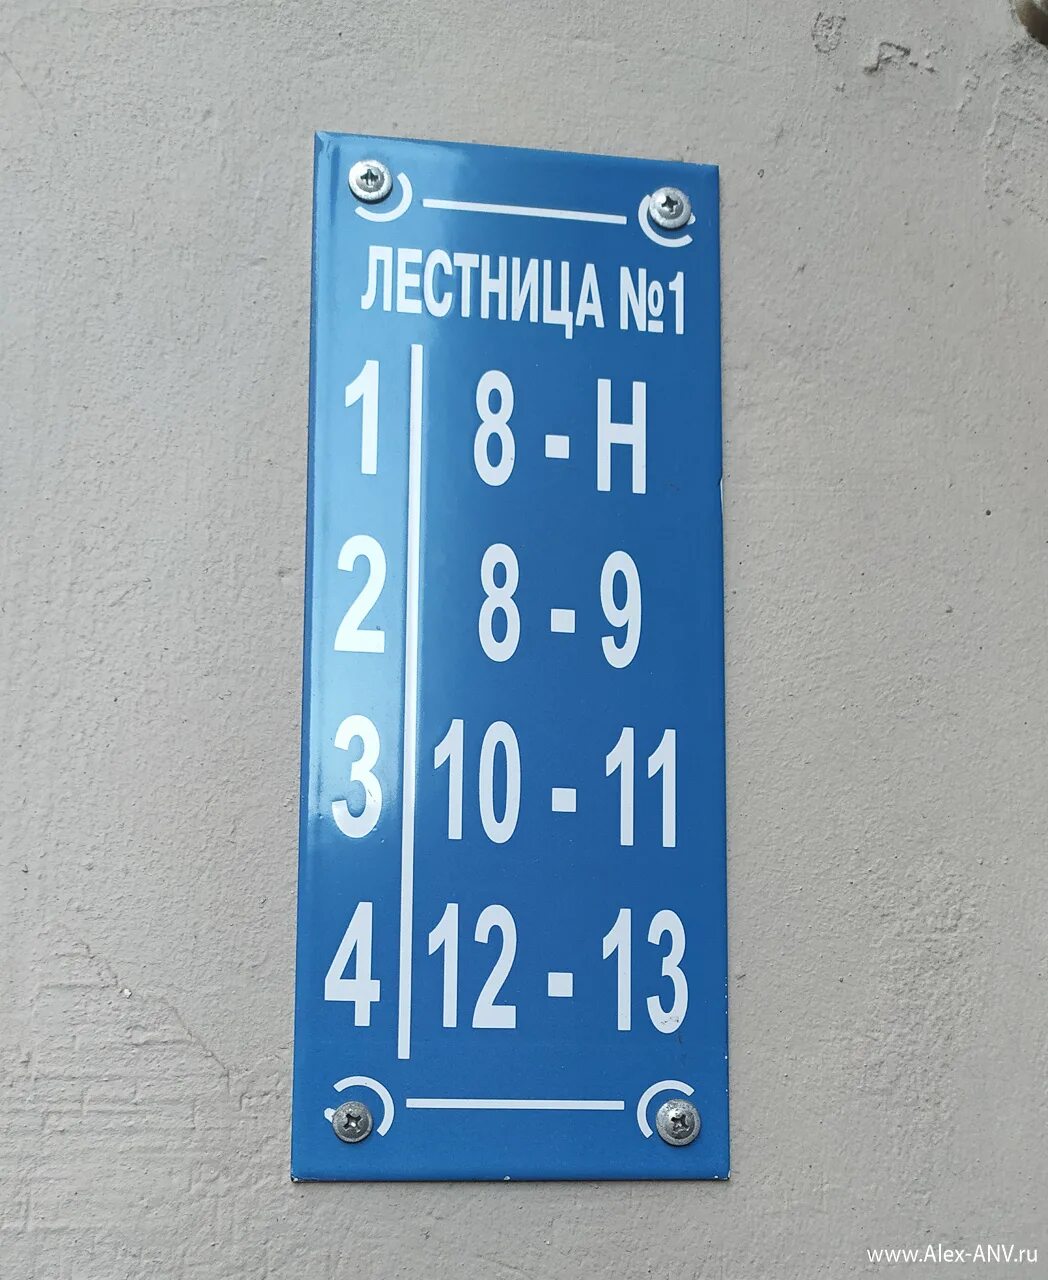 ЛЕСТНИЦА №1
1 8 - Н
2 8 - 9
3 10 - 11
4 12 - 13
www.Alex-ANV.ru